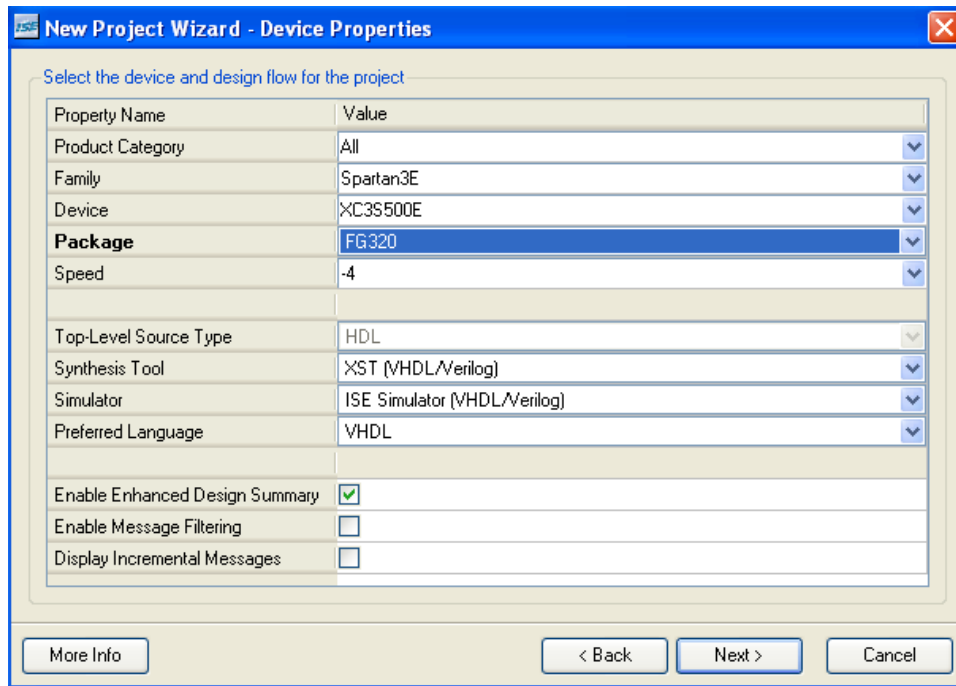 ISE New Project Wizard - Device Properties
Select the device and design flow for the project
Property Name Value
Product Category All
Family Spartan3E
Device XC3S500E
Package FG320
Speed -4
Top-Level Source Type HDL
Synthesis Tool XST (VHDL/Verilog)
Simulator ISE Simulator (VHDL/Verilog)
Preferred Language VHDL
Enable Enhanced Design Summary
Enable Message Filtering
Display Incremental Messages
More Info < Back Next > Cancel